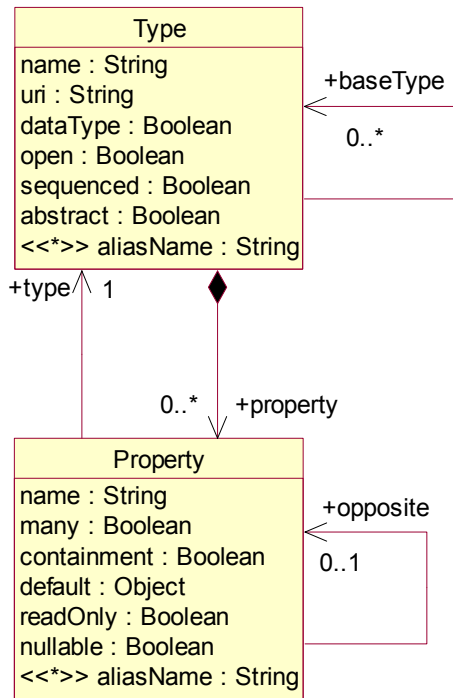 Type
name : String
uri : String
dataType : Boolean
open : Boolean
sequenced : Boolean
abstract : Boolean
<<*>> aliasName : String
+baseType
0..*
+type 1
0..* +property
Property
name : String
many : Boolean
containment : Boolean
default : Object
readOnly : Boolean
nullable : Boolean
<<*>> aliasName : String
+opposite
0..1